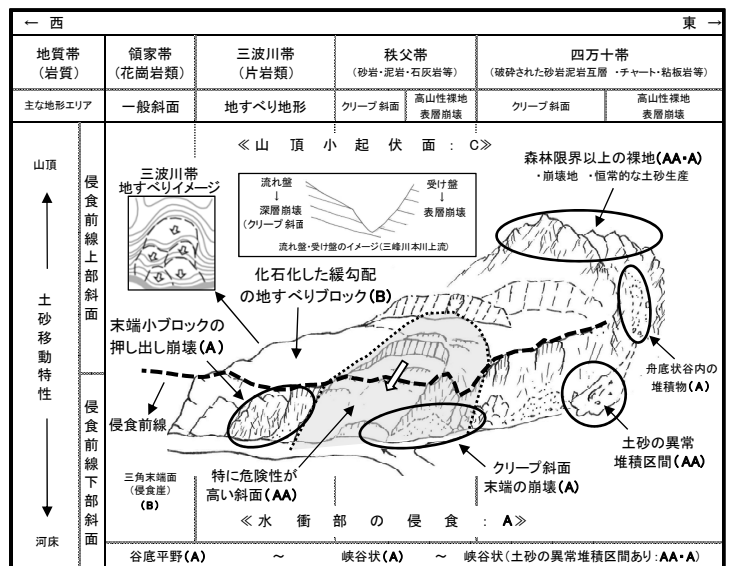 ← 西
東 →
地質帯
（岩質）
領家帯
（花崗岩類）
三波川帯
（片岩類）
秩父帯
（砂岩・泥岩・石灰岩等）
四万十帯
（破砕された砂岩泥岩互層 ・チャート・粘板岩等）
主な地形エリア
一般斜面
地すべり地形
クリープ斜面
高山性裸地
表層崩壊
クリープ斜面
高山性裸地
表層崩壊
山頂
土砂移動特性
河床
侵食前線上部斜面
侵食前線下部斜面
≪山 頂 小 起 伏 面 : C≫
三波川帯
地すべりイメージ
流れ盤
↓
深層崩壊
（クリープ斜面
受け盤
↓
表層崩壊
流れ盤・受け盤のイメージ（三峰川本川上流）
森林限界以上の裸地（AA・A）
・崩壊地 ・恒常的な土砂生産
化石化した緩勾配
の地すべりブロック（B）
末端小ブロックの
押し出し崩壊（A）
舟底状谷内の
堆積物（A）
侵食前線
土砂の異常
堆積区間（AA）
三角末端面
（侵食崖）
（B）
特に危険性が
高い斜面（AA）
クリープ斜面
末端の崩壊（A）
≪水 衝 部 の 侵 食 : A≫
谷底平野（A） ～ 峡谷状（A） ～ 峡谷状（土砂の異常堆積区間あり：AA・A）